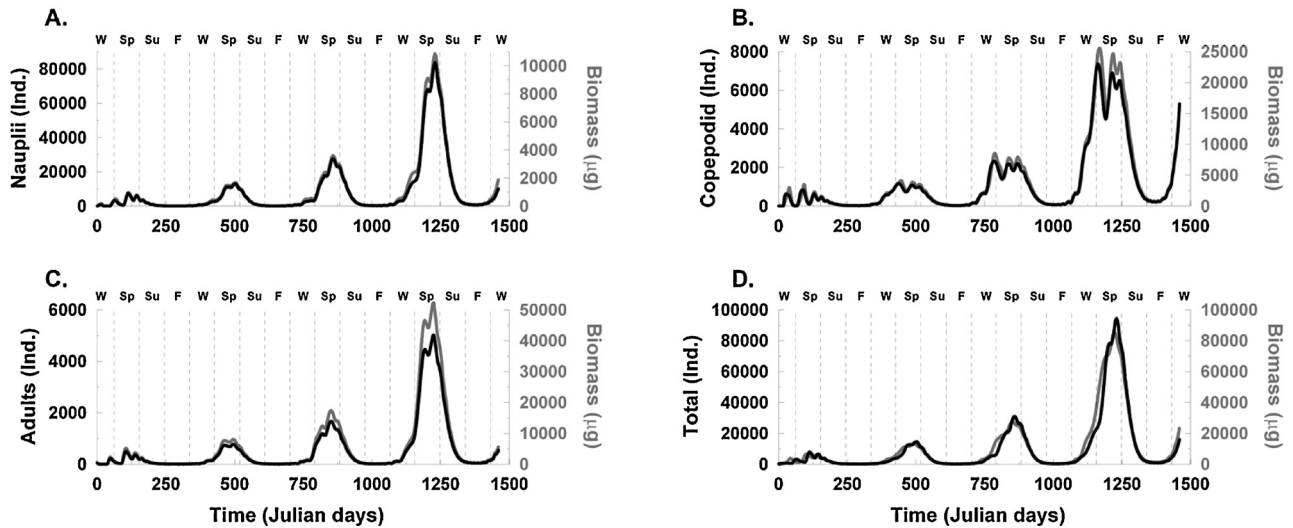 A.
W Sp Su F W Sp Su F W Sp Su F W Sp Su F W
80000
60000
40000
20000
0
Nauplii (Ind.)
10000
8000
6000
4000
2000
0
Biomass (µg)
0 250 500 750 1000 1250 1500
B.
W Sp Su F W Sp Su F W Sp Su F W Sp Su F W
8000
6000
4000
2000
0
Copepodid (Ind.)
25000
20000
15000
10000
5000
0
Biomass (µg)
0 250 500 750 1000 1250 1500
C.
W Sp Su F W Sp Su F W Sp Su F W Sp Su F W
6000
4000
2000
0
Adults (Ind.)
50000
40000
30000
20000
10000
0
Biomass (µg)
0 250 500 750 1000 1250 1500
Time (Julian days)
D.
W Sp Su F W Sp Su F W Sp Su F W Sp Su F W
100000
80000
60000
40000
20000
0
Total (Ind.)
100000
80000
60000
40000
20000
0
Biomass (µg)
0 250 500 750 1000 1250 1500
Time (Julian days)